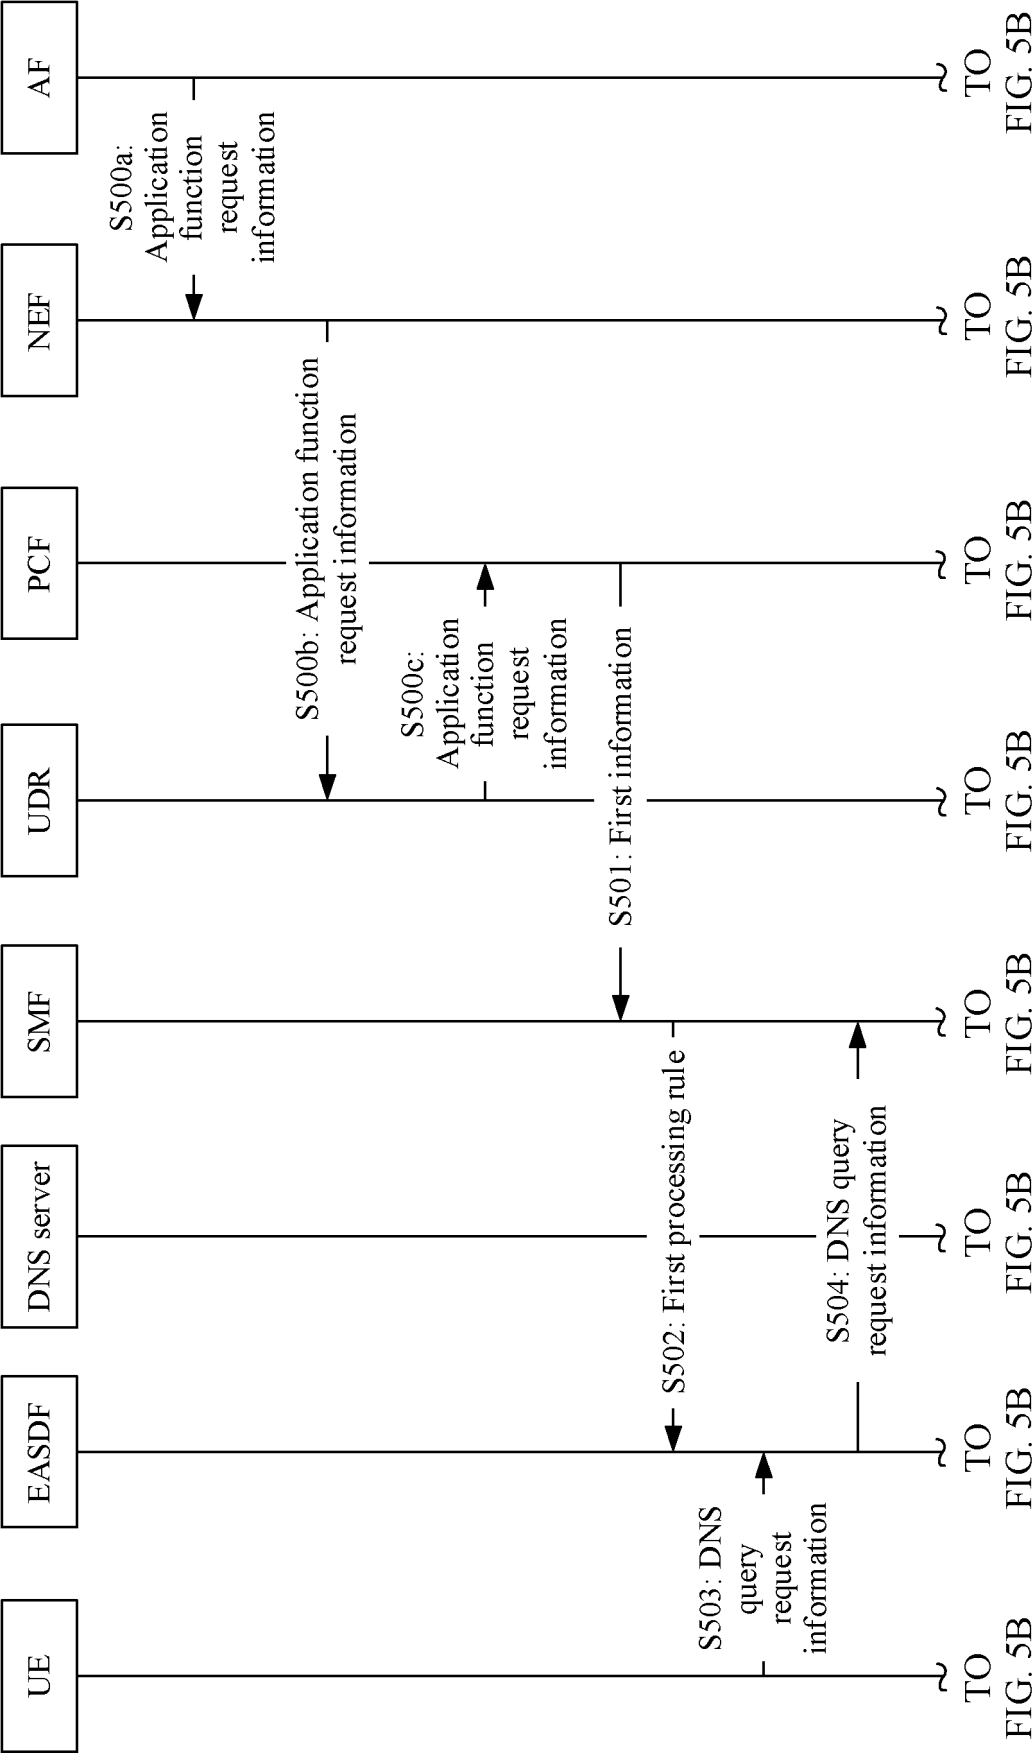 UE
EASDF
DNS server
SMF
UDR
PCF
NEF
AF
S500a:
Application
function
request
information
S500b: Application function
request information
S500c:
Application
function
request
information
S501: First information
S502: First processing rule
S503: DNS
query
request
information
S504: DNS query
request information
TO
FIG. 5B
TO
FIG. 5B
TO
FIG. 5B
TO
FIG. 5B
TO
FIG. 5B
TO
FIG. 5B
TO
FIG. 5B
TO
FIG. 5B